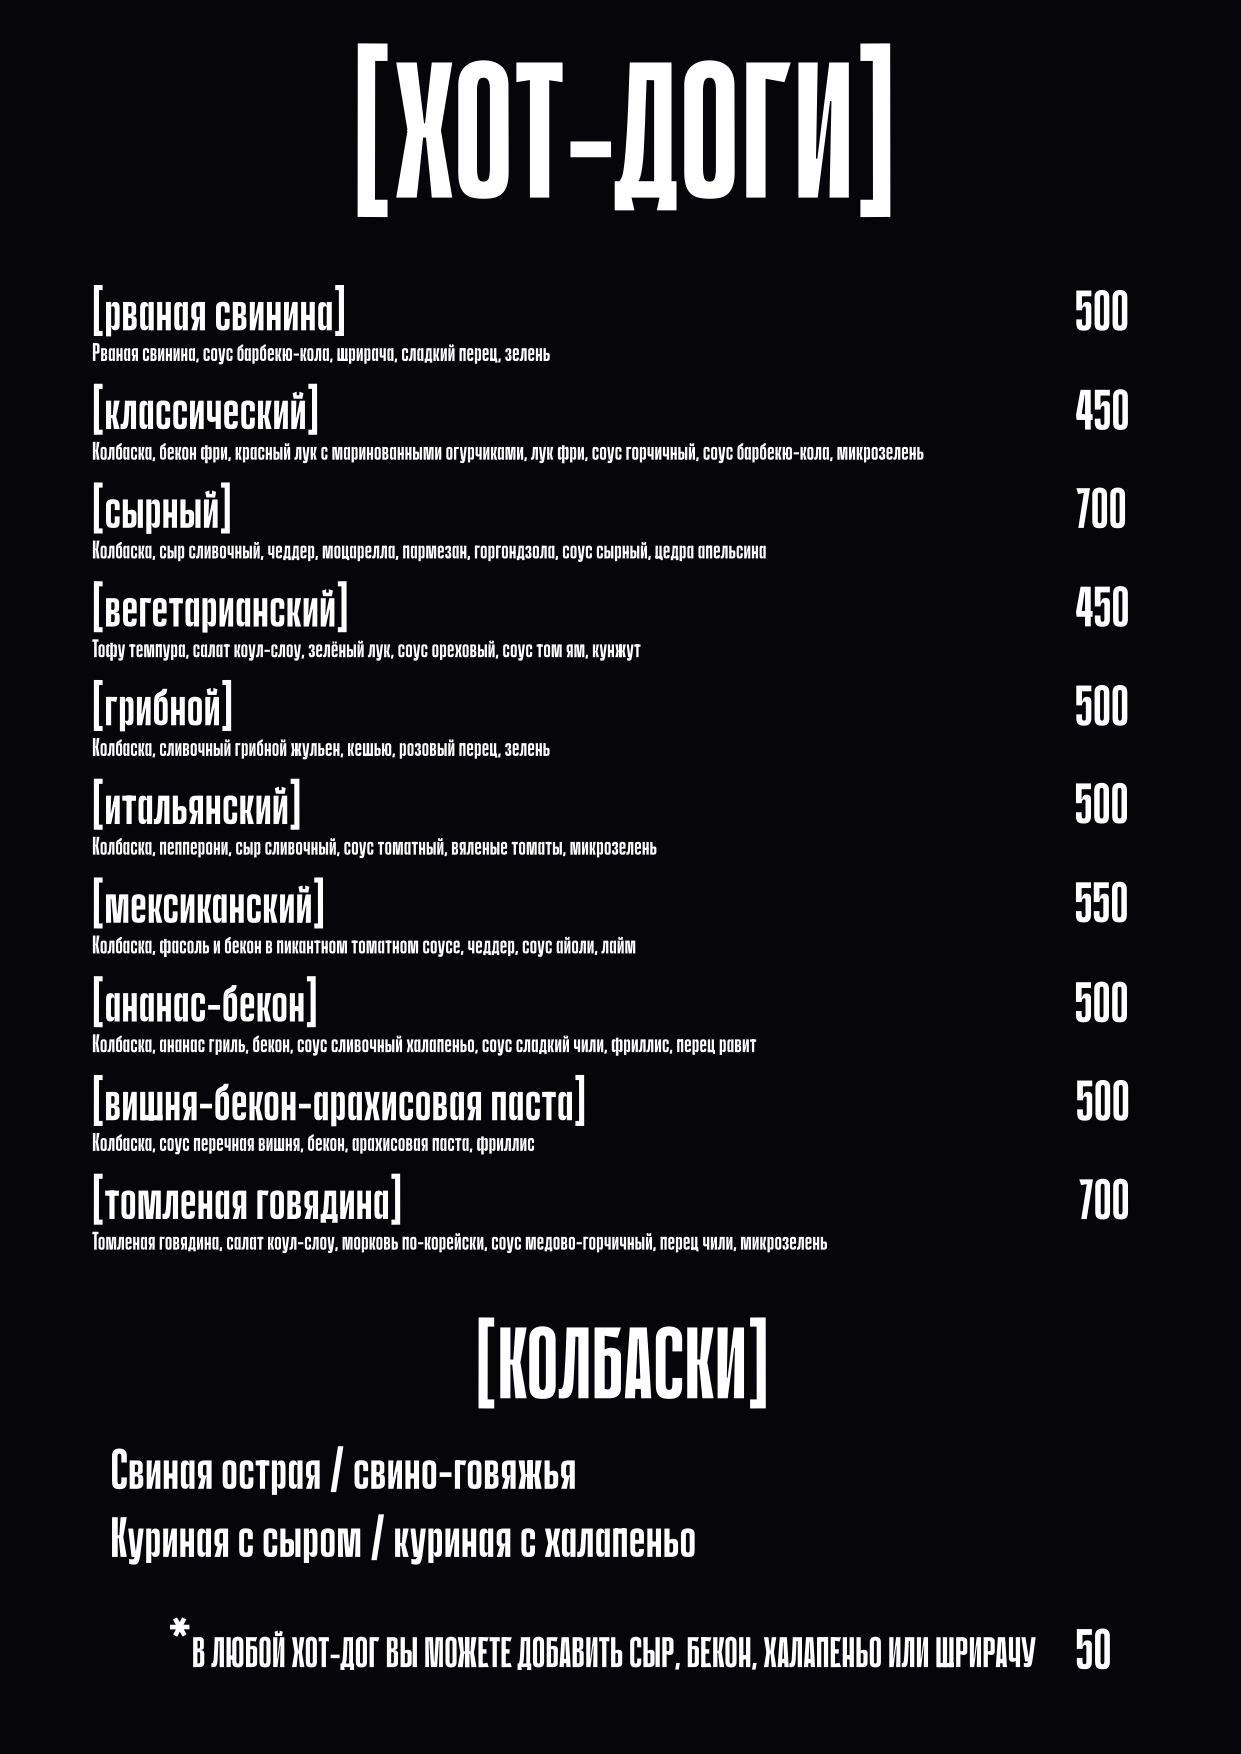 [ХОТ-ДОГИ]
[рваная свинина] 500
Рваная свинина, соус барбекю-кола, шрирача, сладкий перец, зелень
[классический] 450
Колбаска, бекон фри, красный лук с маринованными огурчиками, лук фри, соус горчичный, соус барбекю-кола, микрозелень
[сырный] 700
Колбаска, сыр сливочный, чеддер, моцарелла, пармезан, горгондзола, соус сырный, цедра апельсина
[вегетарианский] 450
Тофу темпура, салат коул-слоу, зелёный лук, соус ореховый, соус том ям, кунжут
[грибной] 500
Колбаска, сливочный грибной жульен, кешью, розовый перец, зелень
[итальянский] 500
Колбаска, пепперони, сыр сливочный, соус томатный, вяленые томаты, микрозелень
[мексиканский] 550
Колбаска, фасоль и бекон в пикантном томатном соусе, чеддер, соус айоли, лайм
[ананас-бекон] 500
Колбаска, ананас гриль, бекон, соус сливочный халапеньо, соус сладкий чили, фриллис, перец равит
[вишня-бекон-арахисовая паста] 500
Колбаска, соус перечная вишня, бекон, арахисовая паста, фриллис
[томленая говядина] 700
Томленая говядина, салат коул-слоу, морковь по-корейски, соус медово-горчичный, перец чили, микрозелень
[КОЛБАСКИ]
Свиная острая / свино-говяжья
Куриная с сыром / куриная с халапеньо
*В ЛЮБОЙ ХОТ-ДОГ ВЫ МОЖЕТЕ ДОБАВИТЬ СЫР, БЕКОН, ХАЛАПЕНЬО ИЛИ ШРИРАЧУ 50